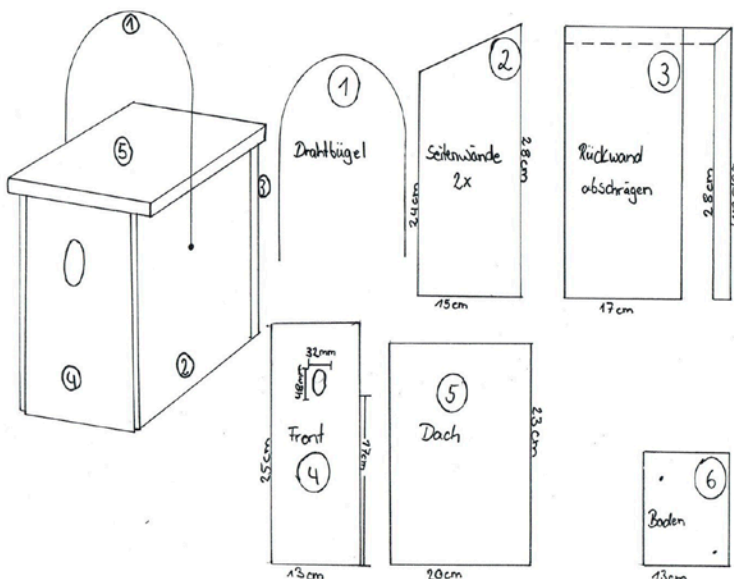 1
5
3
2
4
1
Drahtbügel
2
Seitenwände
2x
24cm
28cm
15cm
3
Rückwand
abschrägen
28cm
17cm
32mm
48mm
Front
4
25cm
17cm
13cm
5
Dach
23cm
20cm
6
Boden
13cm